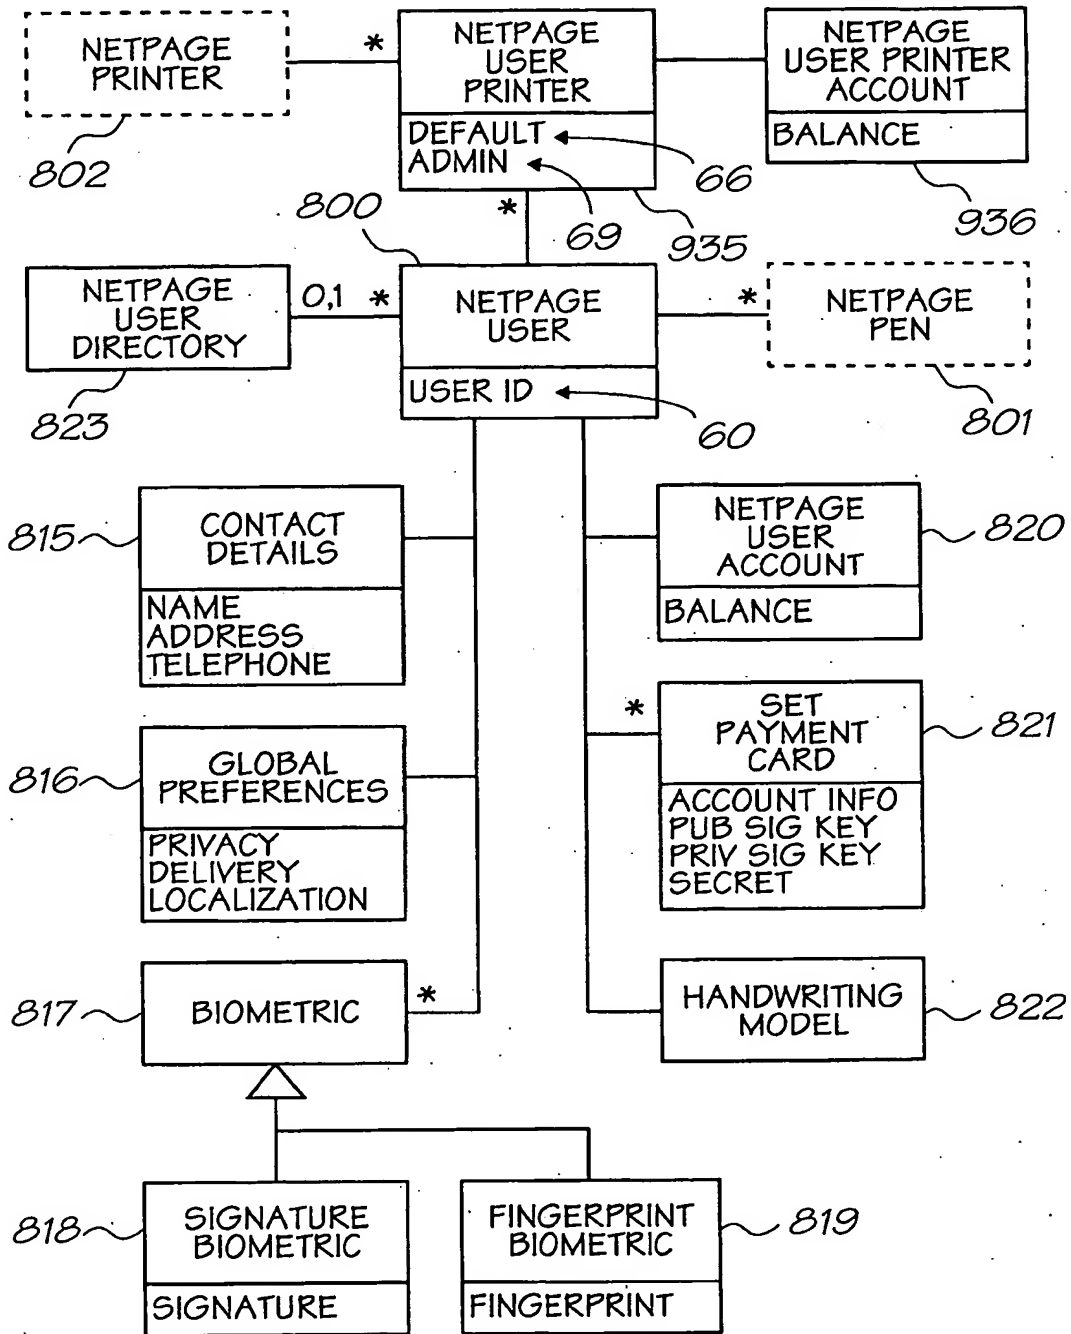 NETPAGE
PRINTER
802
*
NETPAGE
USER
PRINTER
DEFAULT
ADMIN
66
69
935
NETPAGE
USER PRINTER
ACCOUNT
BALANCE
936
*
800
NETPAGE
USER
DIRECTORY
823
0,1 *
NETPAGE
USER
USER ID
60
*
NETPAGE
PEN
801
815
CONTACT
DETAILS
NAME
ADDRESS
TELEPHONE
NETPAGE
USER
ACCOUNT
BALANCE
820
816
GLOBAL
PREFERENCES
PRIVACY
DELIVERY
LOCALIZATION
*
SET
PAYMENT
CARD
ACCOUNT INFO
PUB SIG KEY
PRIV SIG KEY
SECRET
821
817
BIOMETRIC
*
HANDWRITING
MODEL
822
818
SIGNATURE
BIOMETRIC
SIGNATURE
FINGERPRINT
BIOMETRIC
FINGERPRINT
819